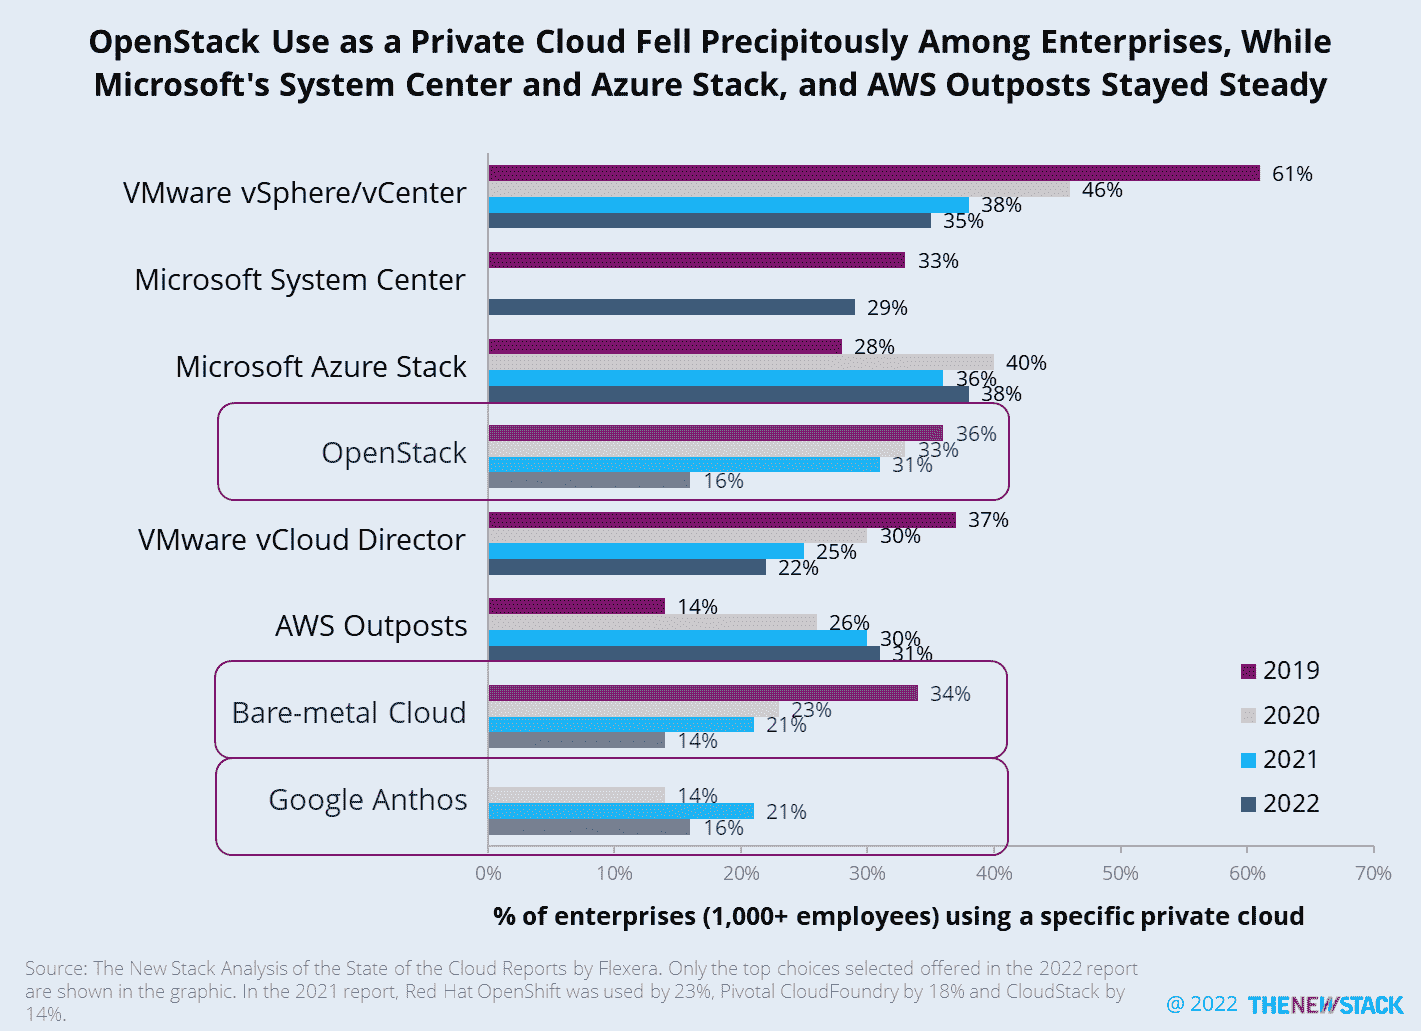 OpenStack Use as a Private Cloud Fell Precipitously Among Enterprises, While
Microsoft's System Center and Azure Stack, and AWS Outposts Stayed Steady
VMware vSphere/vCenter
61%
46%
38%
35%
Microsoft System Center
33%
29%
Microsoft Azure Stack
28%
40%
36%
38%
OpenStack
36%
33%
31%
16%
VMware vCloud Director
37%
30%
25%
22%
AWS Outposts
14%
26%
30%
31%
Bare-metal Cloud
34%
23%
21%
14%
Google Anthos
14%
21%
16%
2019
2020
2021
2022
0% 10% 20% 30% 40% 50% 60% 70%
% of enterprises (1,000+ employees) using a specific private cloud
Source: The New Stack Analysis of the State of the Cloud Reports by Flexera. Only the top choices selected offered in the 2022 report
are shown in the graphic. In the 2021 report, Red Hat OpenShift was used by 23%, Pivotal CloudFoundry by 18% and CloudStack by
14%.
@ 2022 THENEWSTACK